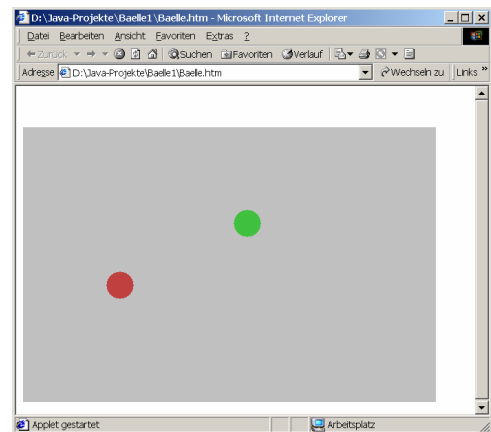 D:\Java-Projekte\Baelle1\Baelle.htm - Microsoft Internet Explorer
Datei Bearbeiten Ansicht Favoriten Extras ?
Zurück Suchen Favoriten Verlauf
Adresse D:\Java-Projekte\Baelle1\Baelle.htm Wechseln zu Links »
Applet gestartet Arbeitsplatz